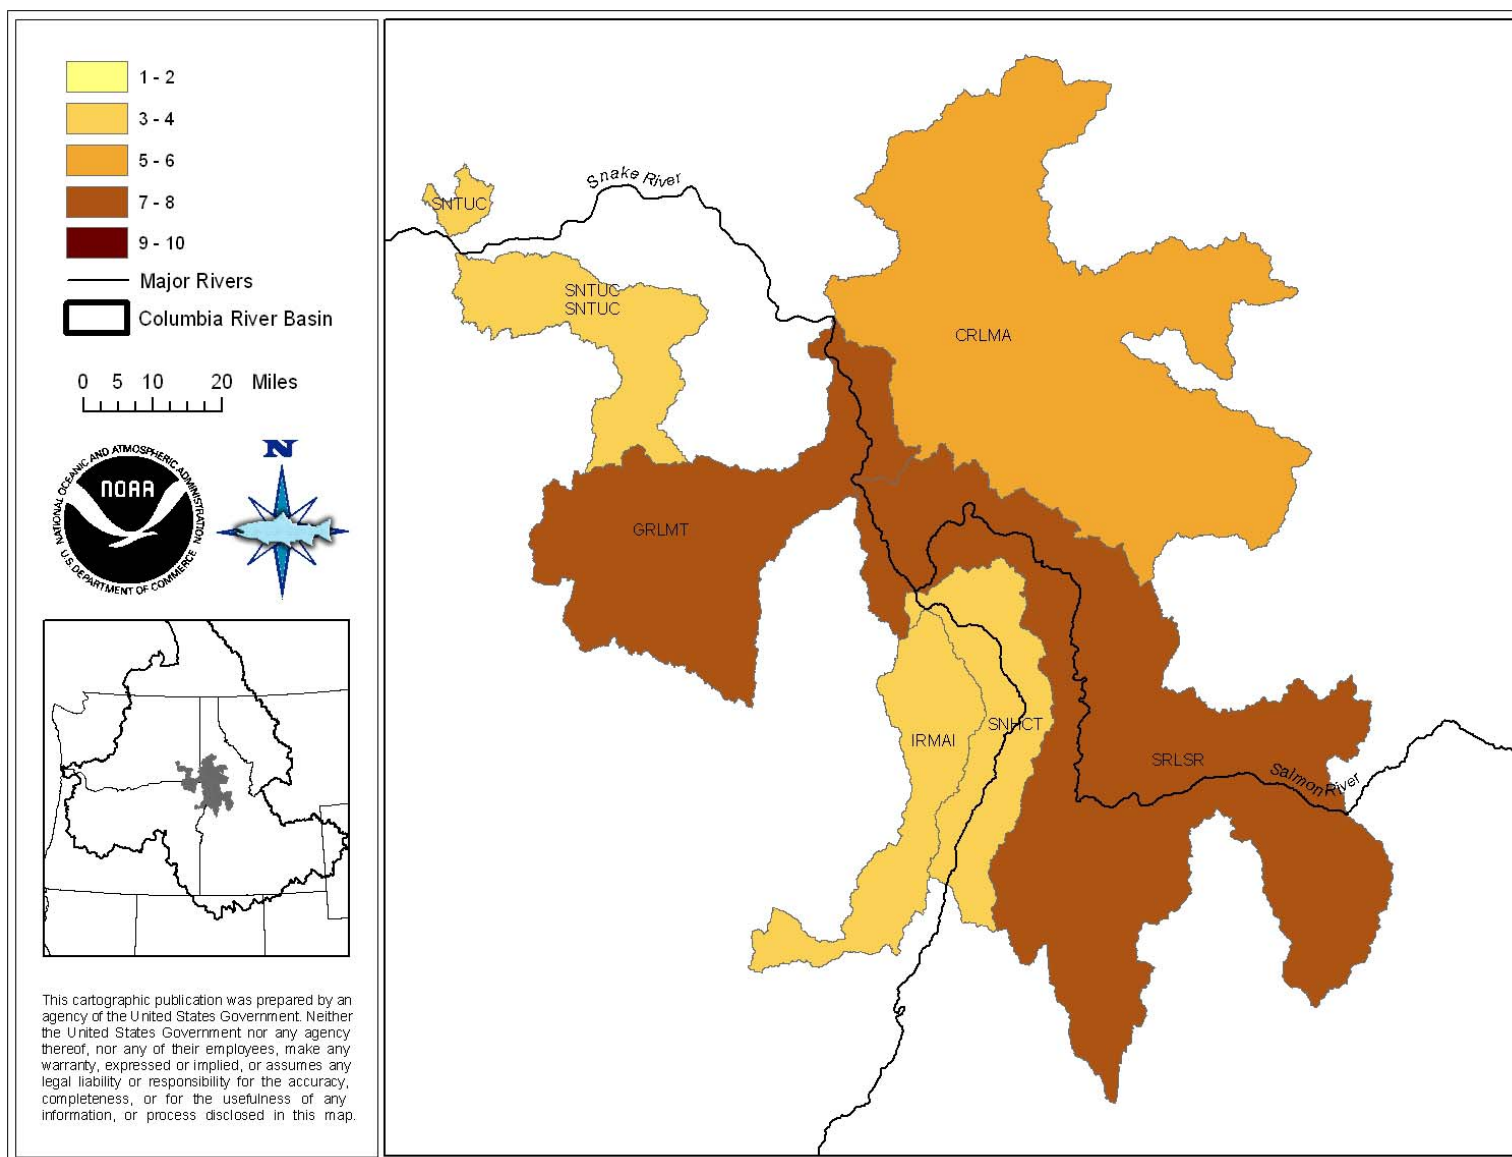 1 - 2
3 - 4
5 - 6
7 - 8
9 - 10
Major Rivers
Columbia River Basin
0 5 10 20 Miles
NATIONAL OCEANIC AND ATMOSPHERIC ADMINISTRATION
NOAA
U.S. DEPARTMENT OF COMMERCE
N
This cartographic publication was prepared by an
agency of the United States Government. Neither
the United States Government nor any agency
thereof, nor any of their employees, make any
warranty, expressed or implied, or assumes any
legal liability or responsibility for the accuracy,
completeness, or for the usefulness of any
information, or process disclosed in this map.
Snake River
SNTUC
SNTUC
SNTUC
CRLMA
GRLMT
SNHCT
IRMAI
SRLSR
Salmon River